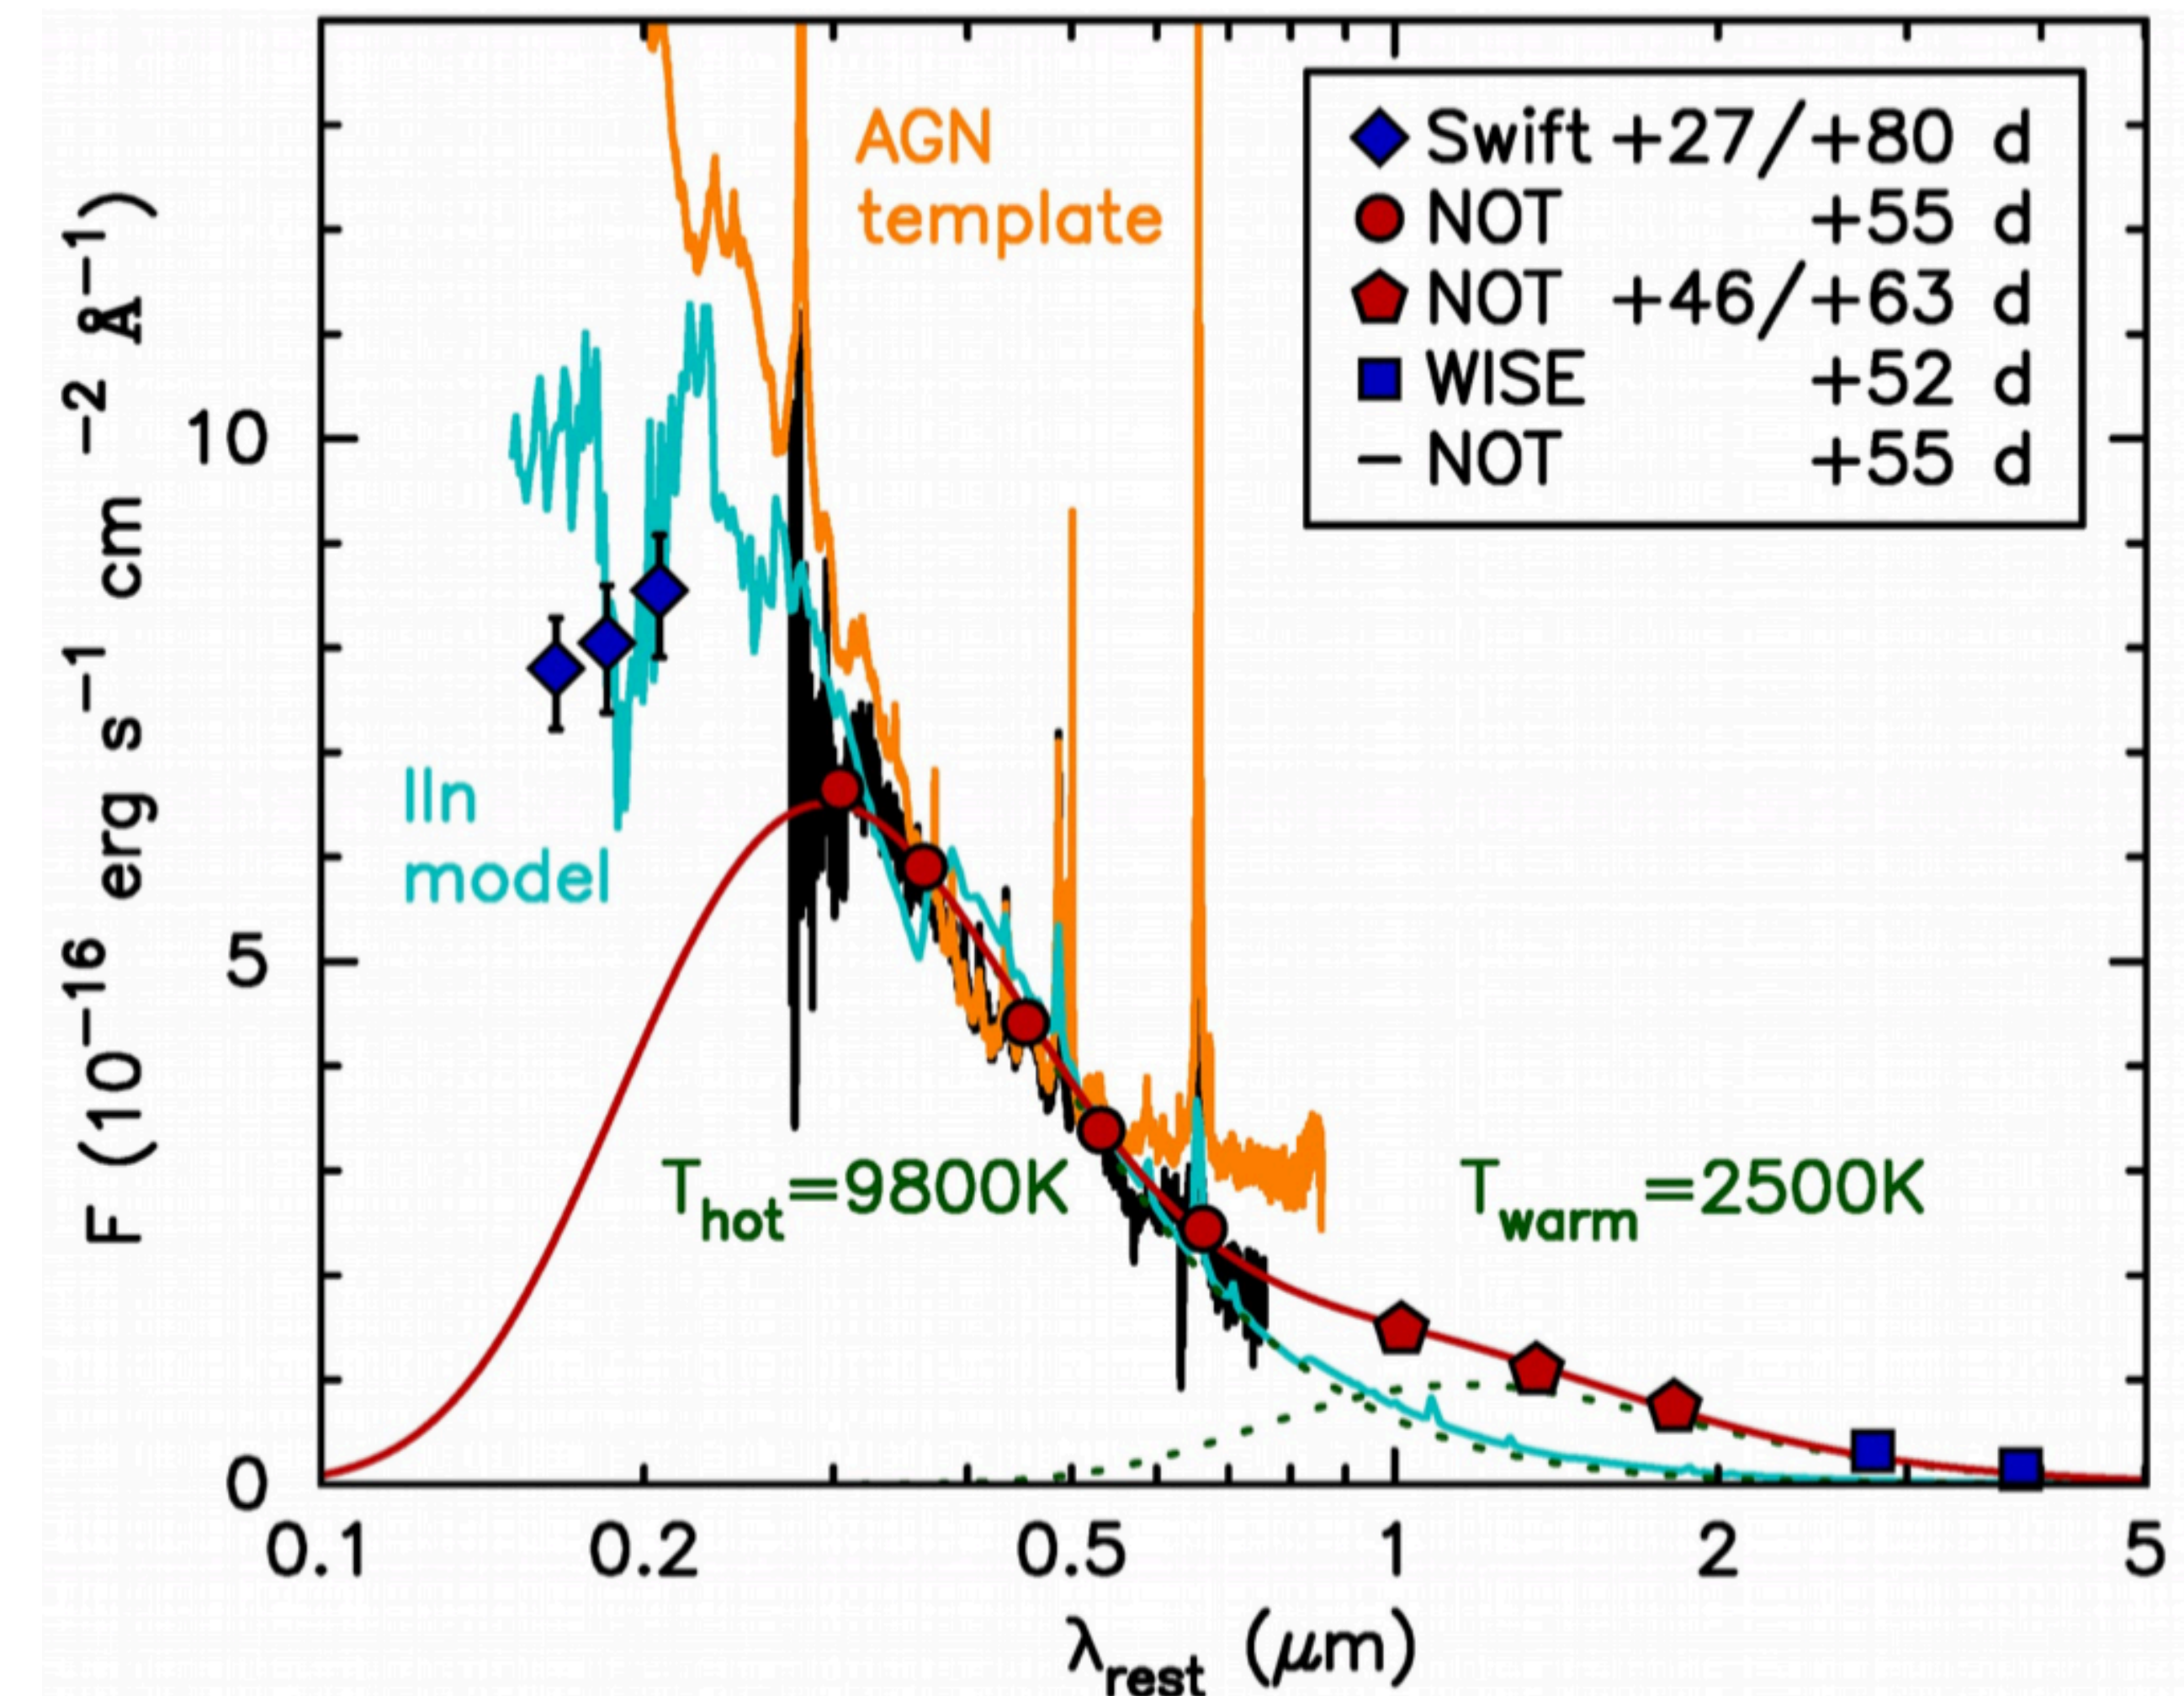 AGN
template
Swift +27/+80 d
NOT +55 d
NOT +46/+63 d
WISE +52 d
NOT +55 d
F (10⁻¹⁶ erg s⁻¹ cm ⁻² Å⁻¹)
10
5
0
IIn
model
T_hot=9800K
T_warm=2500K
0.1 0.2 0.5 1 2 5
λ_rest (μm)